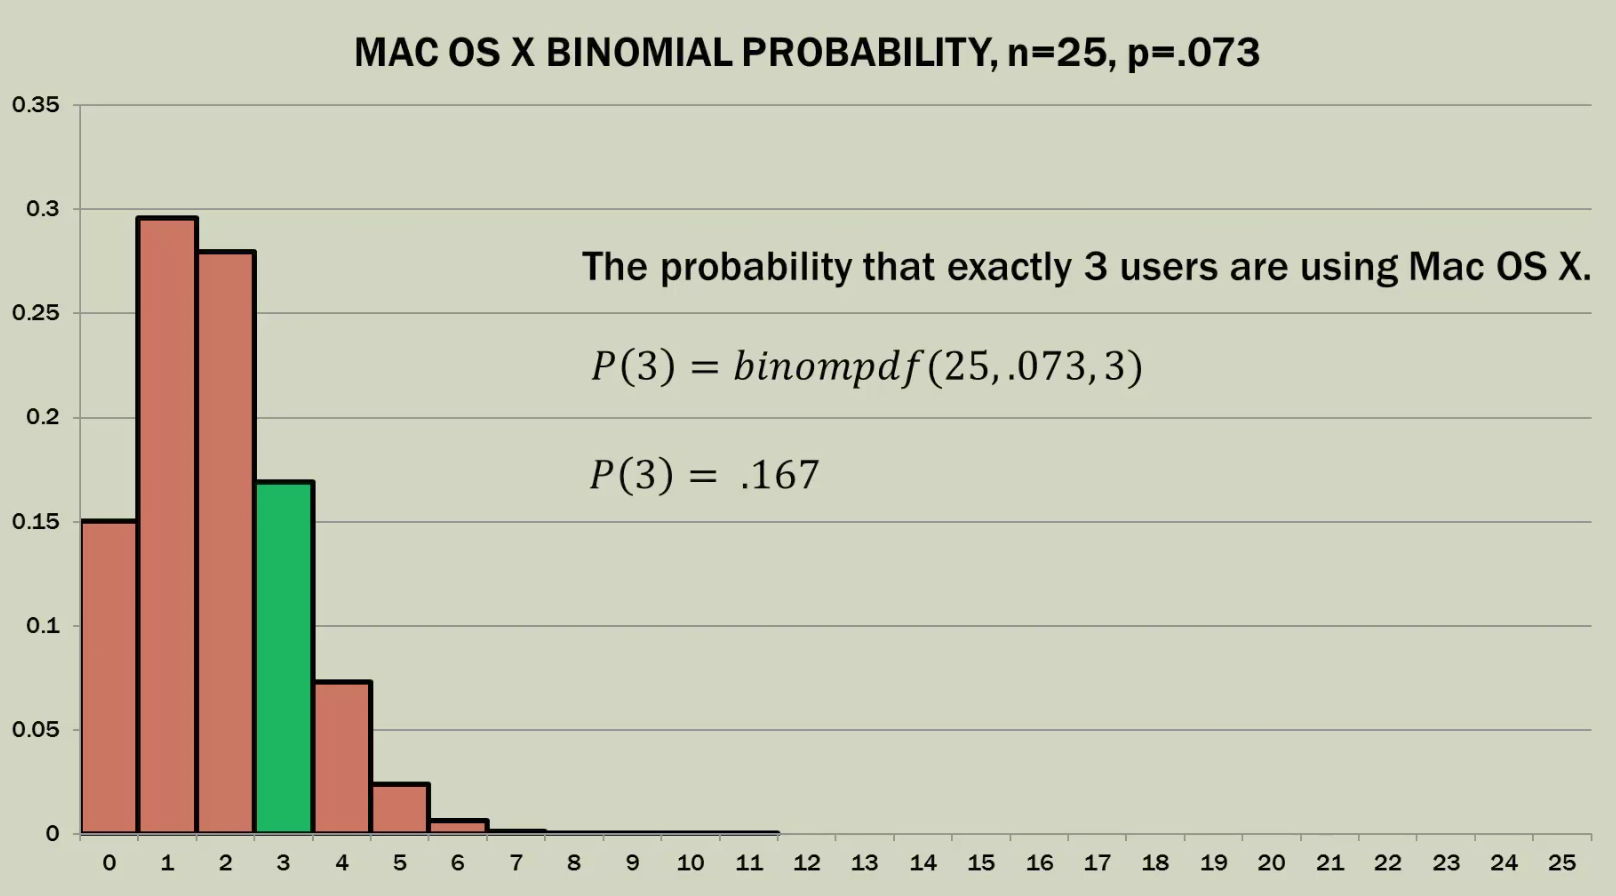 MAC OS X BINOMIAL PROBABILITY, n=25, p=.073
0.35
0.3
The probability that exactly 3 users are using Mac OS X.
0.25
P(3) = binompdf(25,.073,3)
0.2
P(3) = .167
0.15
0.1
0.05
0
0 1 2 3 4 5 6 7 8 9 10 11 12 13 14 15 16 17 18 19 20 21 22 23 24 25